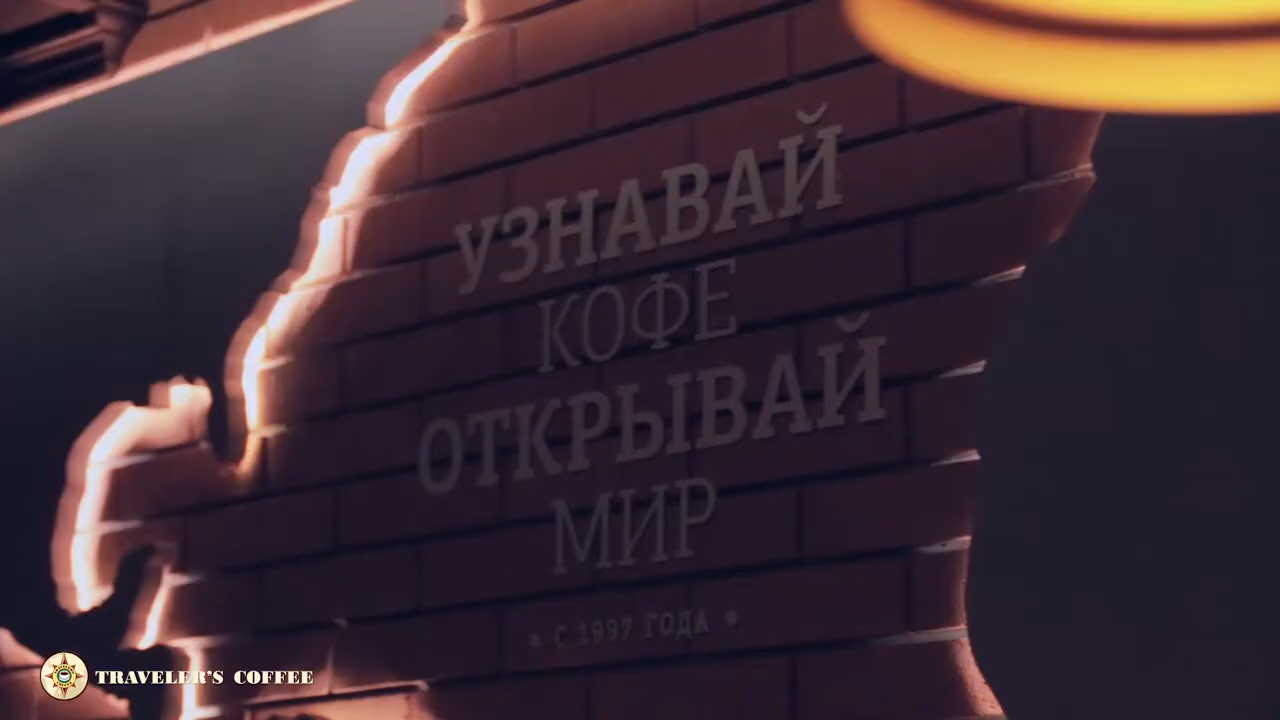 УЗНАВАЙ
КОФЕ
ОТКРЫВАЙ
МИР
• С 1997 ГОДА •
TRAVELER'S COFFEE